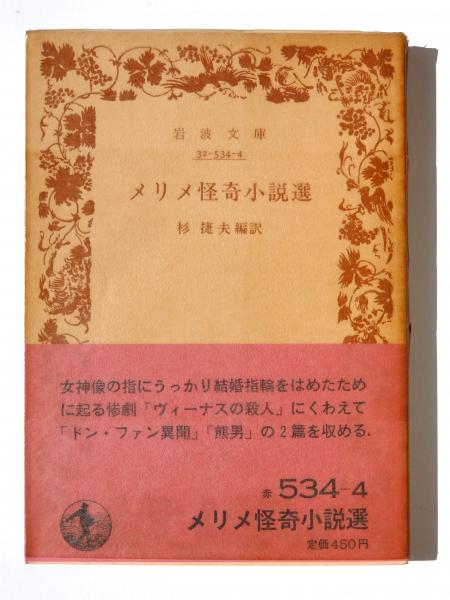 岩波文庫
32-534-4
メリメ怪奇小説選
杉 捷夫編訳
女神像の指にうっかり結婚指輪をはめたため
に起る惨劇「ヴィーナスの殺人」にくわえて
「ドン・ファン異聞」「熊男」の2篇を収める.
赤 534-4
メリメ怪奇小説選
定価450円